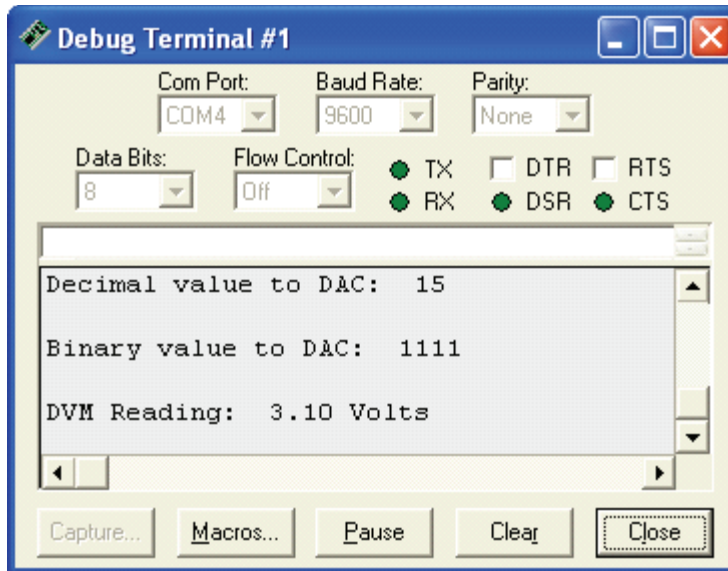 Debug Terminal #1
Com Port: Baud Rate: Parity:
COM4 9600 None
Data Bits: Flow Control: TX DTR RTS
8 Off RX DSR CTS
Decimal value to DAC:  15
Binary value to DAC:  1111
DVM Reading:  3.10 Volts
Capture... Macros... Pause Clear Close